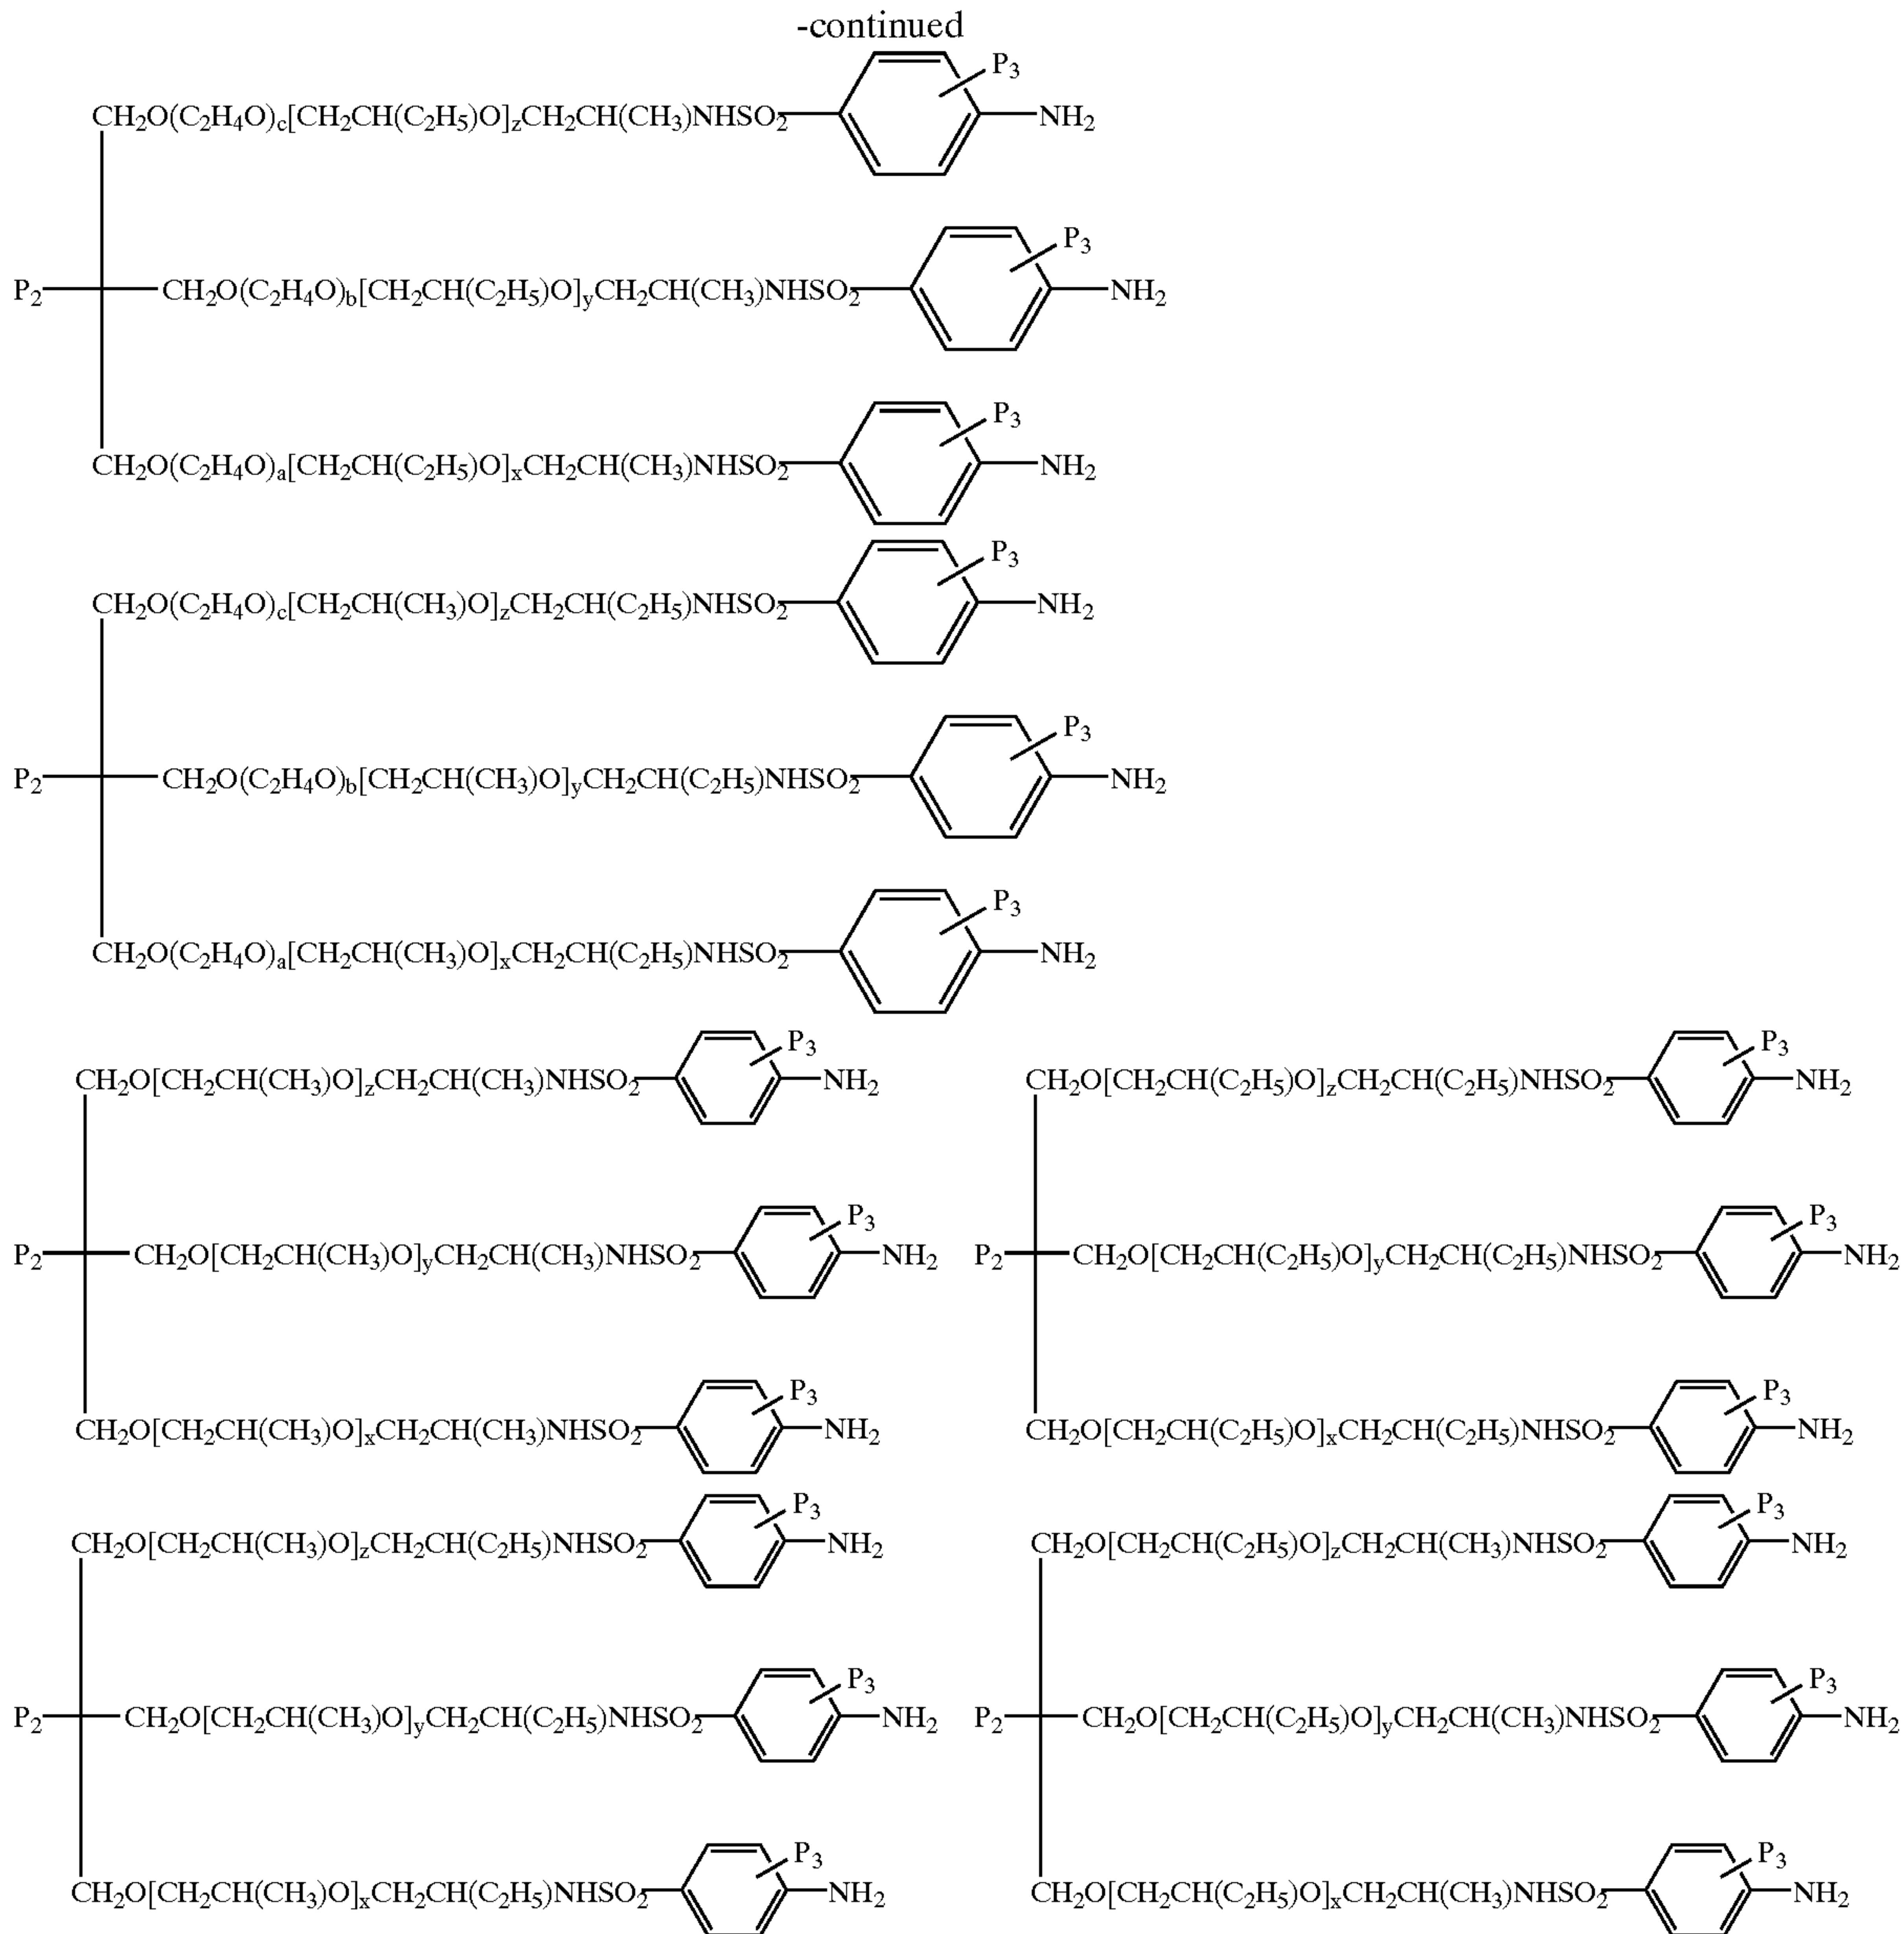 -continued
P₃
CH₂O(C₂H₄O)c[CH₂CH(C₂H₅)O]zCH₂CH(CH₃)NHSO₂ NH₂
P₃
P₂ CH₂O(C₂H₄O)b[CH₂CH(C₂H₅)O]yCH₂CH(CH₃)NHSO₂ NH₂
P₃
CH₂O(C₂H₄O)a[CH₂CH(C₂H₅)O]xCH₂CH(CH₃)NHSO₂ NH₂
P₃
CH₂O(C₂H₄O)c[CH₂CH(CH₃)O]zCH₂CH(C₂H₅)NHSO₂ NH₂
P₃
P₂ CH₂O(C₂H₄O)b[CH₂CH(CH₃)O]yCH₂CH(C₂H₅)NHSO₂ NH₂
P₃
CH₂O(C₂H₄O)a[CH₂CH(CH₃)O]xCH₂CH(C₂H₅)NHSO₂ NH₂
P₃
CH₂O[CH₂CH(CH₃)O]zCH₂CH(CH₃)NHSO₂ NH₂
P₃
P₂ CH₂O[CH₂CH(CH₃)O]yCH₂CH(CH₃)NHSO₂ NH₂
P₃
CH₂O[CH₂CH(CH₃)O]xCH₂CH(CH₃)NHSO₂ NH₂
P₃
CH₂O[CH₂CH(C₂H₅)O]zCH₂CH(C₂H₅)NHSO₂ NH₂
P₃
P₂ CH₂O[CH₂CH(C₂H₅)O]yCH₂CH(C₂H₅)NHSO₂ NH₂
P₃
CH₂O[CH₂CH(C₂H₅)O]xCH₂CH(C₂H₅)NHSO₂ NH₂
P₃
CH₂O[CH₂CH(CH₃)O]zCH₂CH(C₂H₅)NHSO₂ NH₂
P₃
P₂ CH₂O[CH₂CH(CH₃)O]yCH₂CH(C₂H₅)NHSO₂ NH₂
P₃
CH₂O[CH₂CH(CH₃)O]xCH₂CH(C₂H₅)NHSO₂ NH₂
P₃
CH₂O[CH₂CH(C₂H₅)O]zCH₂CH(CH₃)NHSO₂ NH₂
P₃
P₂ CH₂O[CH₂CH(C₂H₅)O]yCH₂CH(CH₃)NHSO₂ NH₂
P₃
CH₂O[CH₂CH(C₂H₅)O]xCH₂CH(CH₃)NHSO₂ NH₂